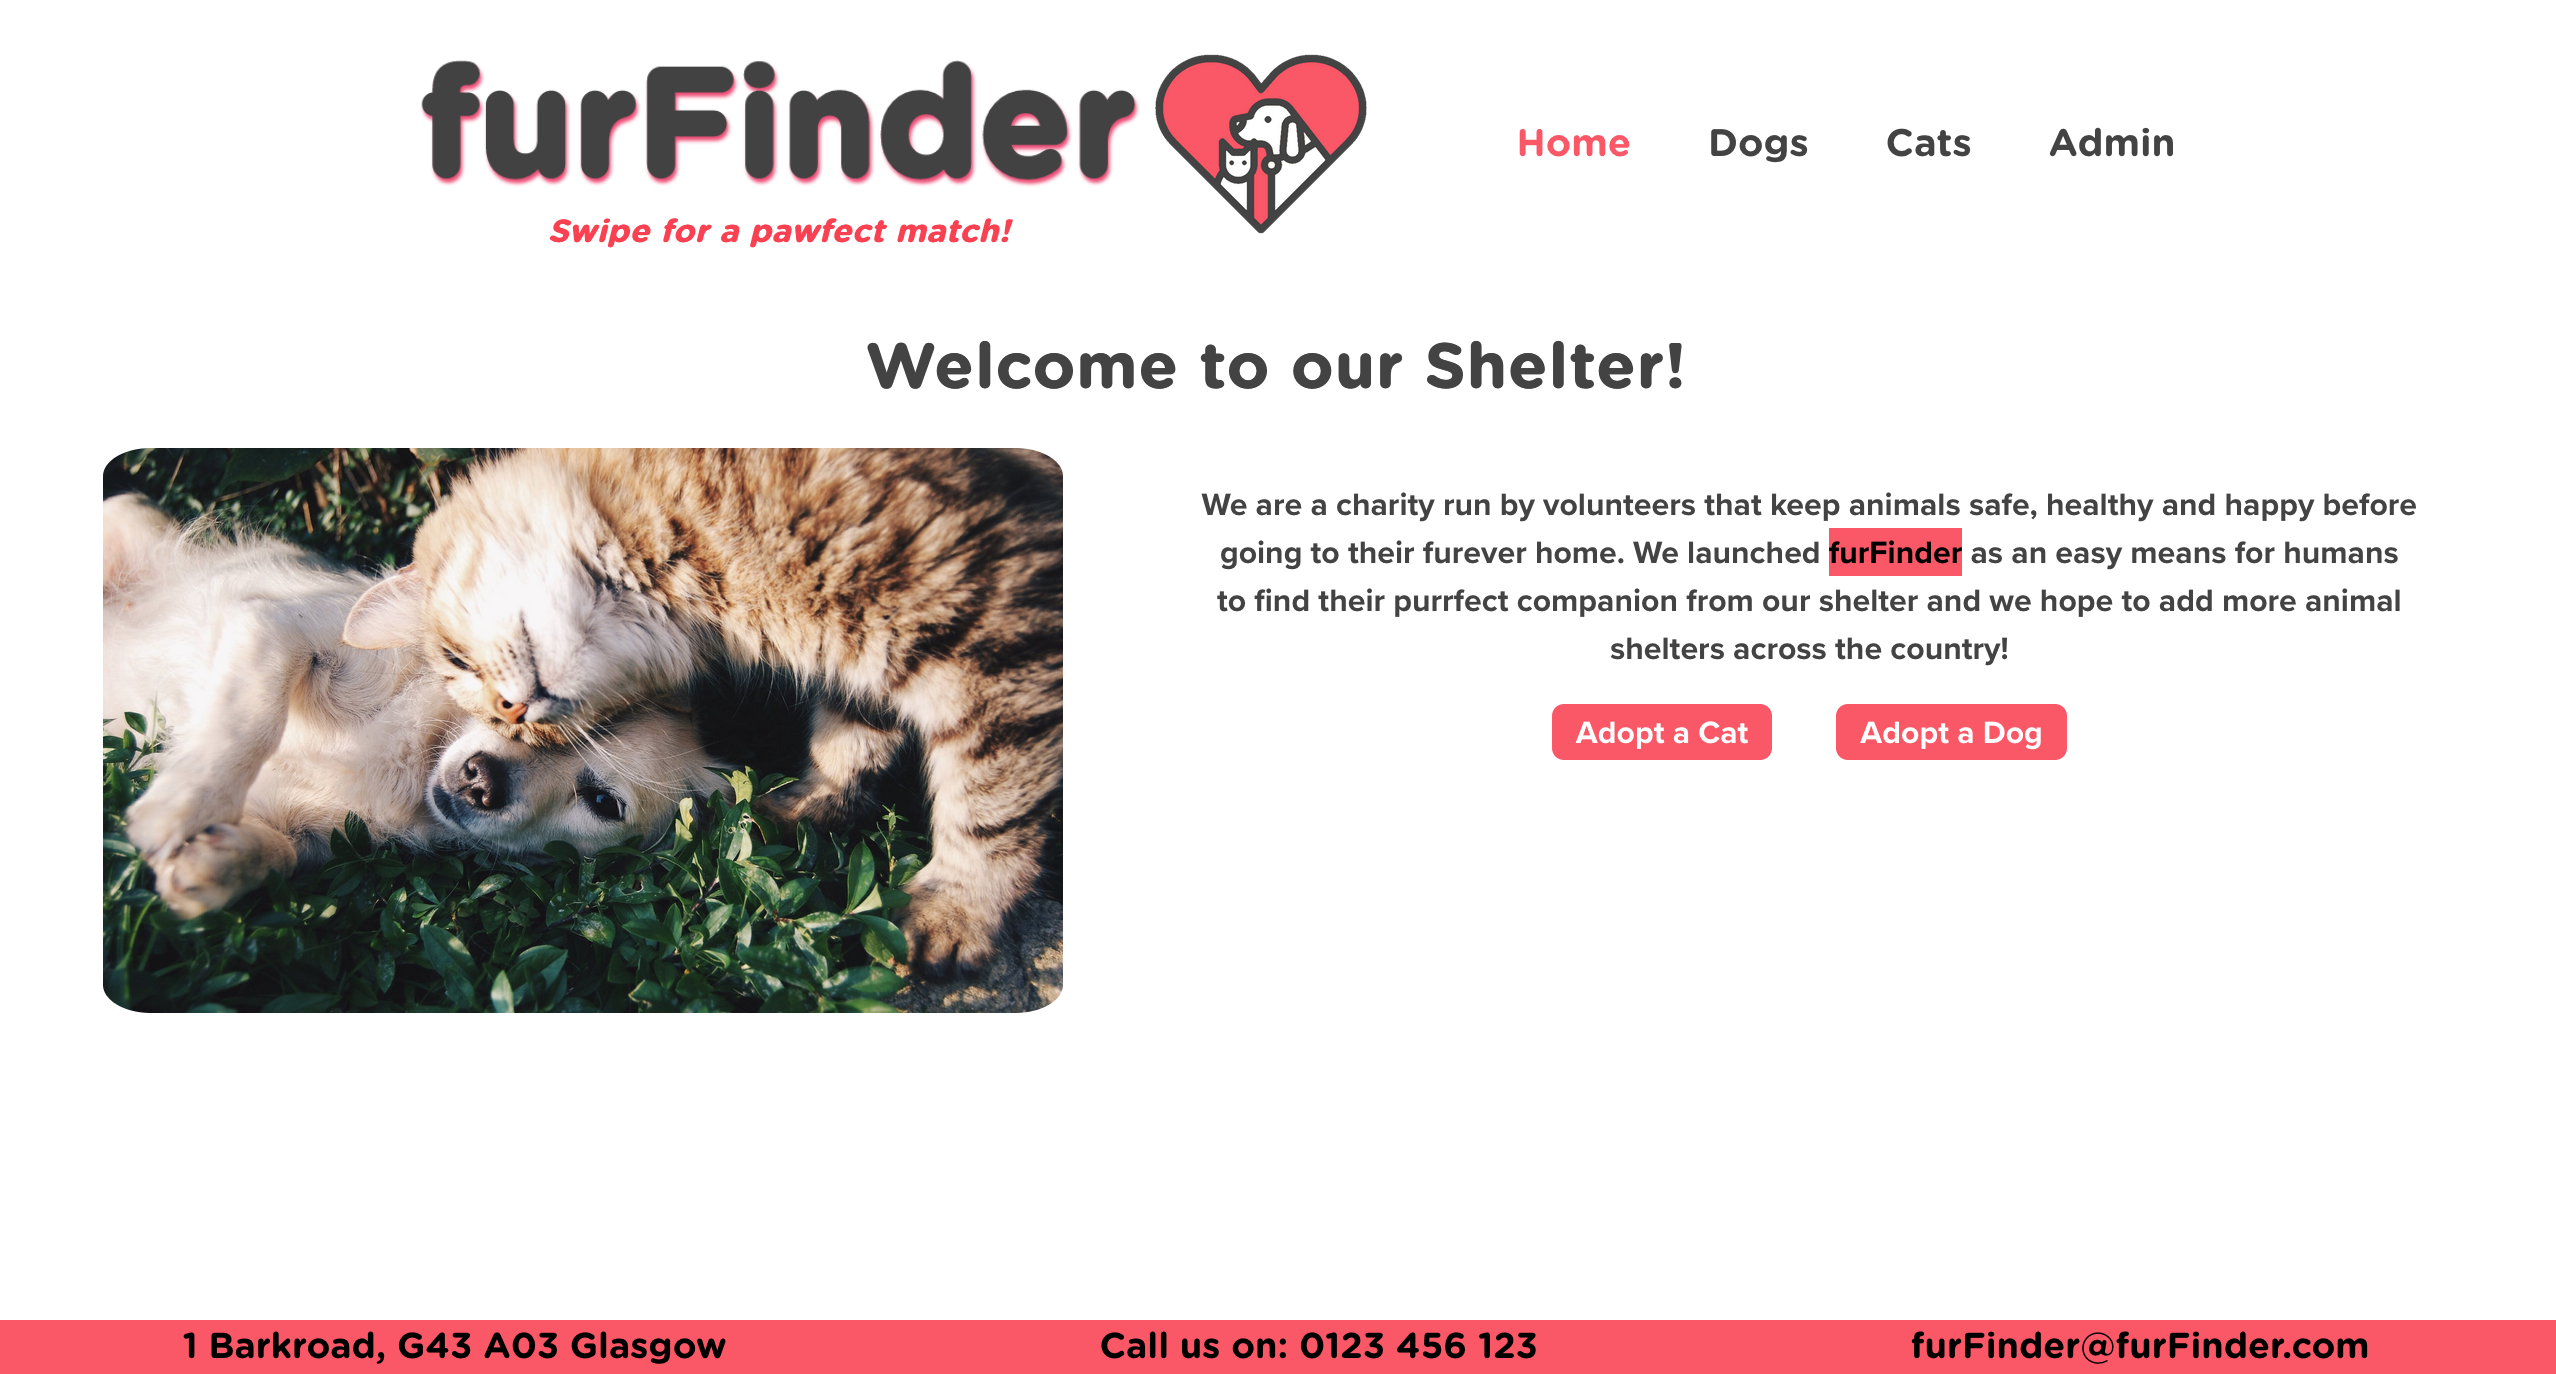 furFinder
Swipe for a pawfect match!
Home Dogs Cats Admin
Welcome to our Shelter!
We are a charity run by volunteers that keep animals safe, healthy and happy before
going to their furever home. We launched furFinder as an easy means for humans
to find their purrfect companion from our shelter and we hope to add more animal
shelters across the country!
Adopt a Cat Adopt a Dog
1 Barkroad, G43 A03 Glasgow Call us on: 0123 456 123 furFinder@furFinder.com